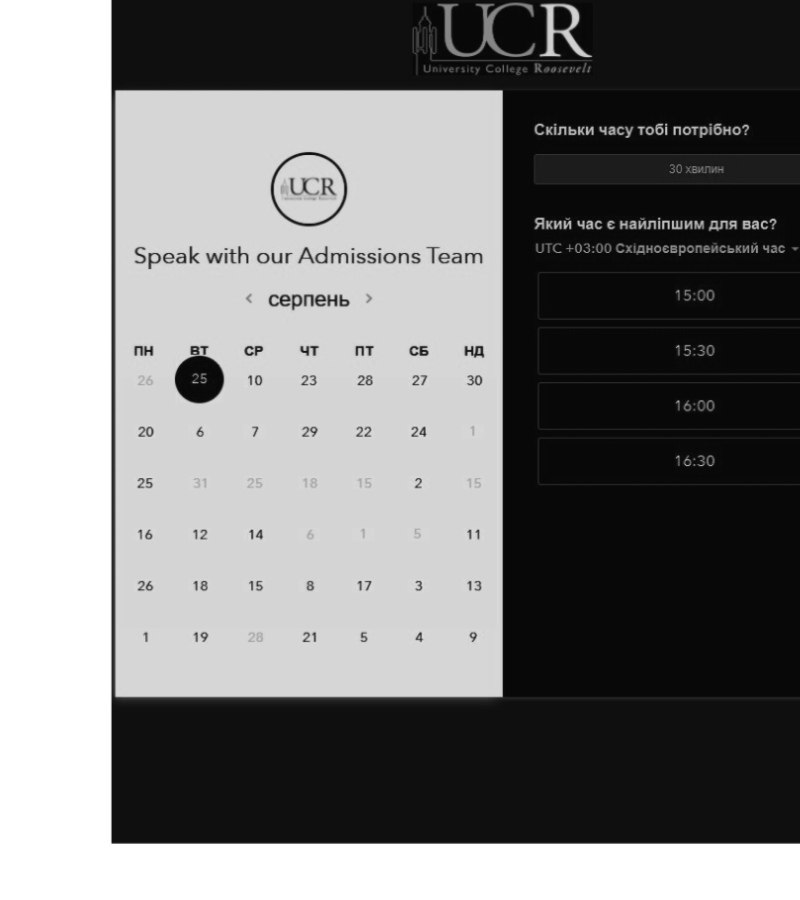 UCR
University College Roosevelt
UCR
Speak with our Admissions Team
< серпень >
ПН ВТ СР ЧТ ПТ СБ НД
26 25 10 23 28 27 30
20 6 7 29 22 24 1
25 31 25 18 15 2 15
16 12 14 6 1 5 11
26 18 15 8 17 3 13
1 19 28 21 5 4 9
Скільки часу тобі потрібно?
30 хвилин
Який час є найліпшим для вас?
UTC +03:00 Східноєвропейський час
15:00
15:30
16:00
16:30